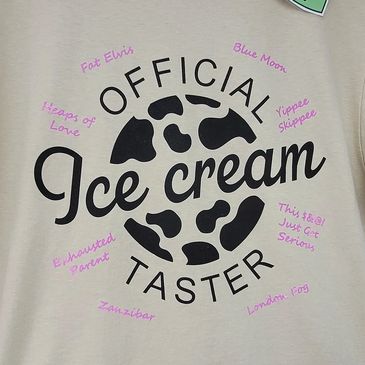 Fat Elvis
Blue Moon
OFFICIAL
Heaps of
Love
Yippee
Skippee
Ice cream
This $&@!
Just Got
Serious
Exhausted
Parent
TASTER
Zanzibar
London Fog